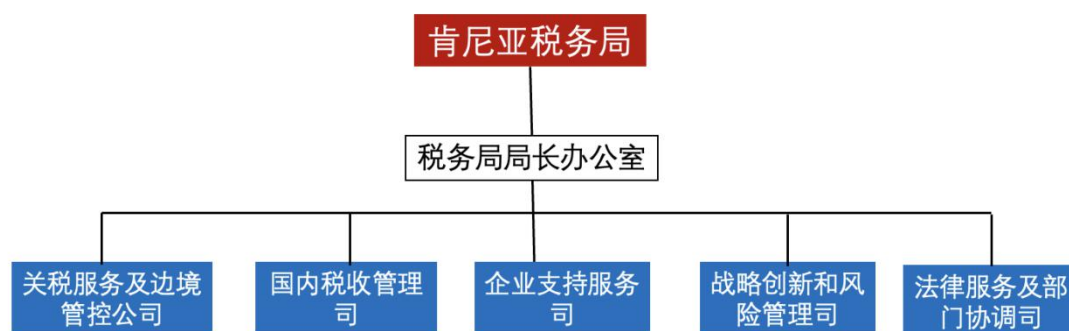 肯尼亚税务局
税务局局长办公室
关税服务及边境
管控公司
国内税收管理
司
企业支持服务
司
战略创新和风
险管理司
法律服务及部
门协调司